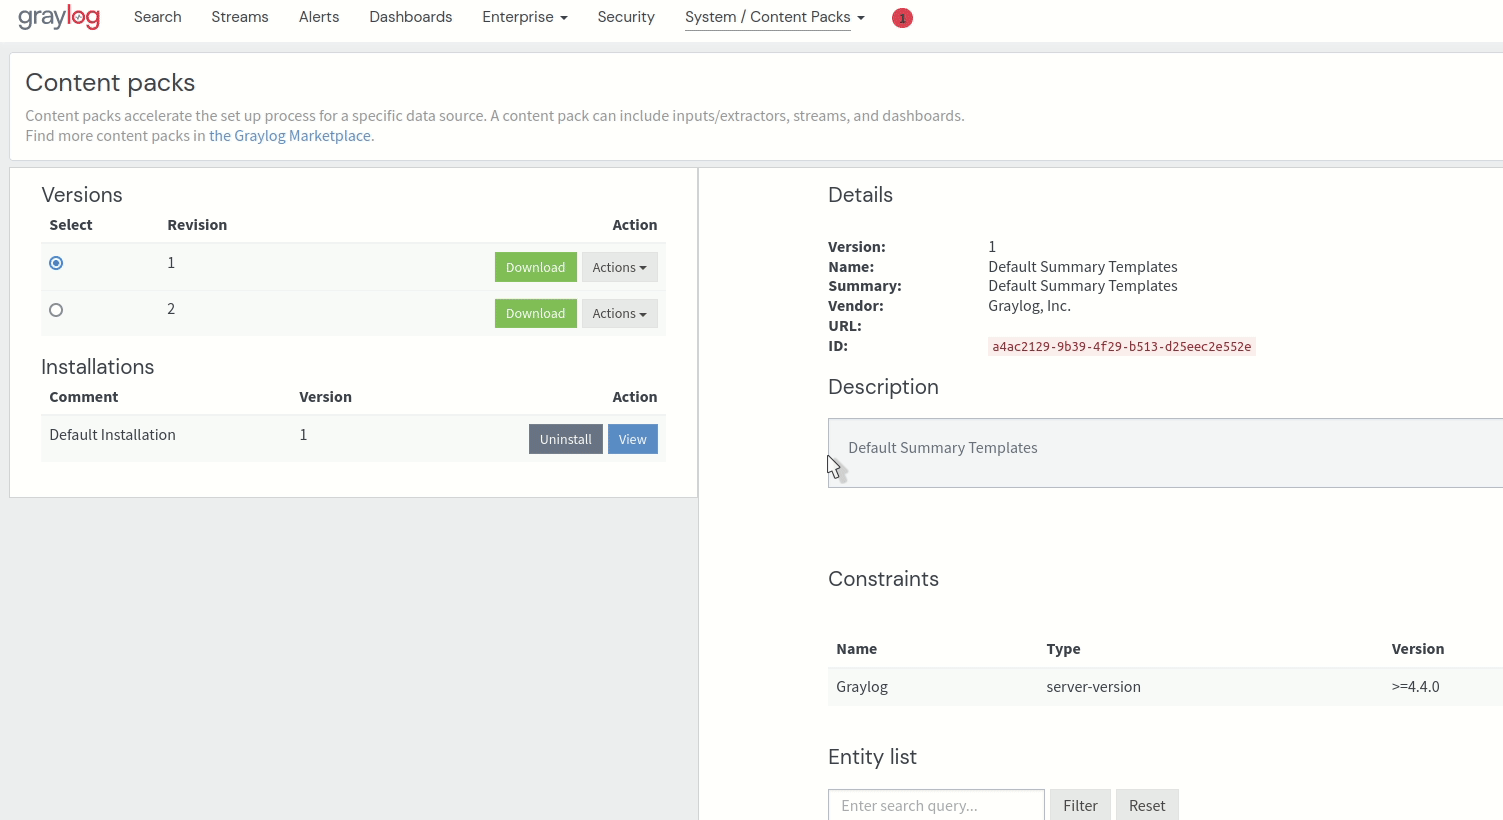 graylog Search Streams Alerts Dashboards Enterprise Security System / Content Packs 1
Content packs
Content packs accelerate the set up process for a specific data source. A content pack can include inputs/extractors, streams, and dashboards.
Find more content packs in the Graylog Marketplace.
Versions
Select Revision Action
1 Download Actions
2 Download Actions
Installations
Comment Version Action
Default Installation 1 Uninstall View
Details
Version: 1
Name: Default Summary Templates
Summary: Default Summary Templates
Vendor: Graylog, Inc.
URL:
ID: a4ac2129-9b39-4f29-b513-d25eec2e552e
Description
Default Summary Templates
Constraints
Name Type Version
Graylog server-version >=4.4.0
Entity list
Enter search query... Filter Reset